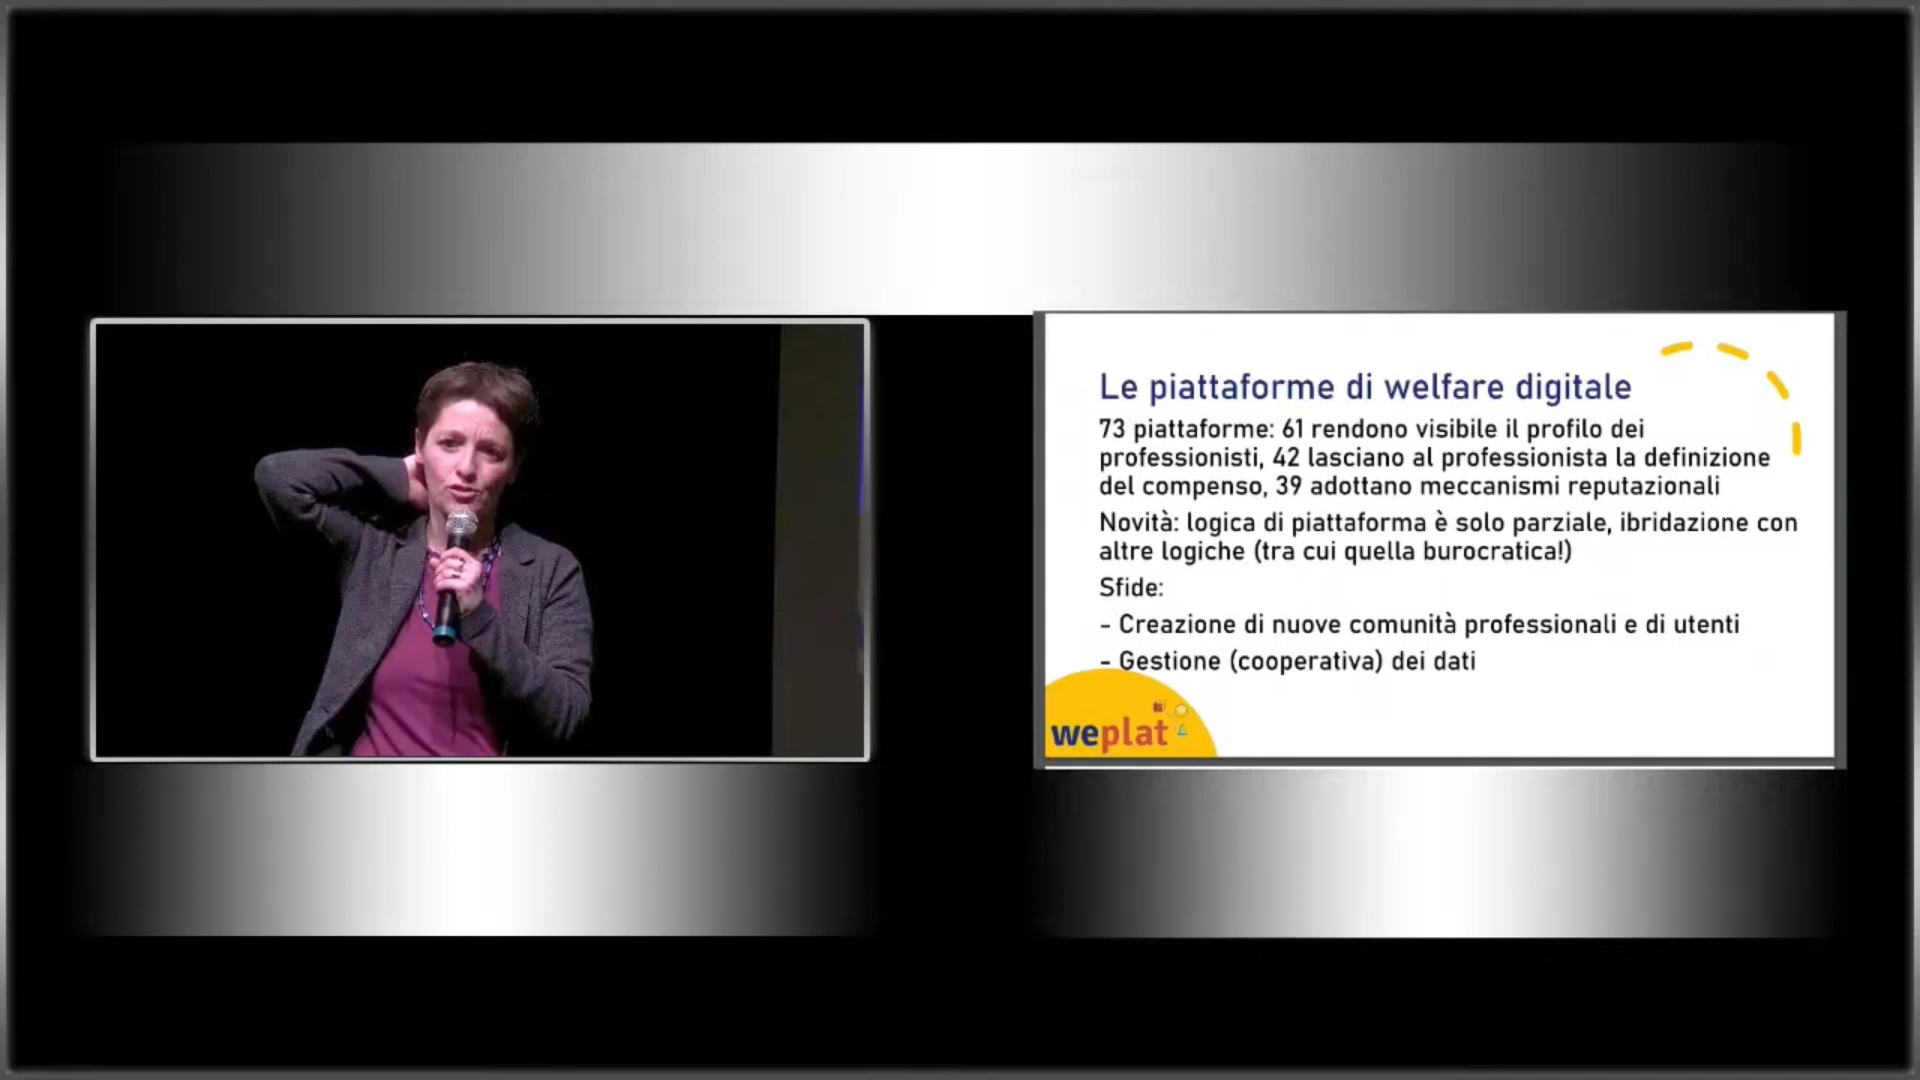 Le piattaforme di welfare digitale
73 piattaforme: 61 rendono visibile il profilo dei
professionisti, 42 lasciano al professionista la definizione
del compenso, 39 adottano meccanismi reputazionali
Novità: logica di piattaforma è solo parziale, ibridazione con
altre logiche (tra cui quella burocratica!)
Sfide:
- Creazione di nuove comunità professionali e di utenti
- Gestione (cooperativa) dei dati
weplat